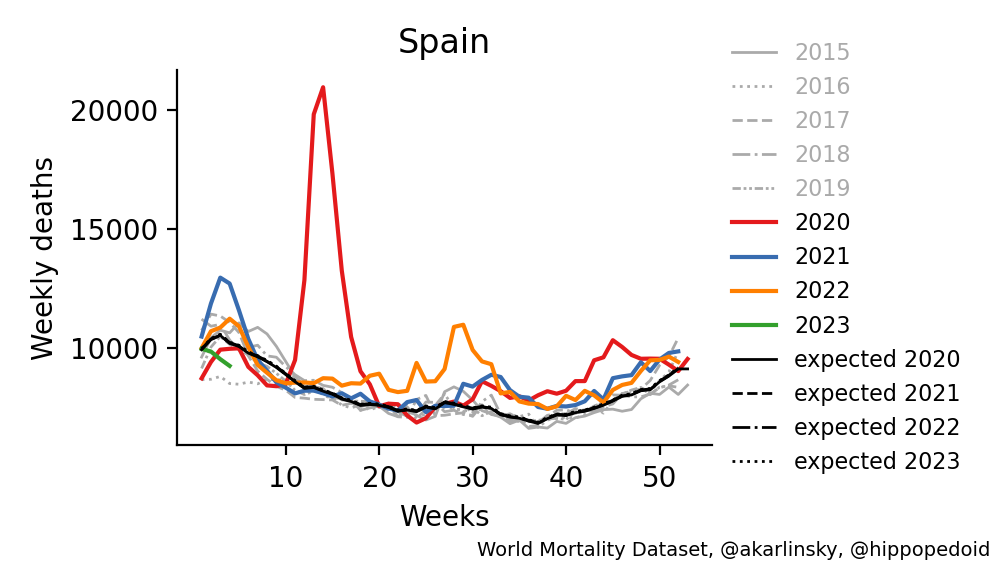 Spain
20000
15000
10000
Weekly deaths
10 20 30 40 50
Weeks
2015
2016
2017
2018
2019
2020
2021
2022
2023
expected 2020
expected 2021
expected 2022
expected 2023
World Mortality Dataset, @akarlinsky, @hippopedoid